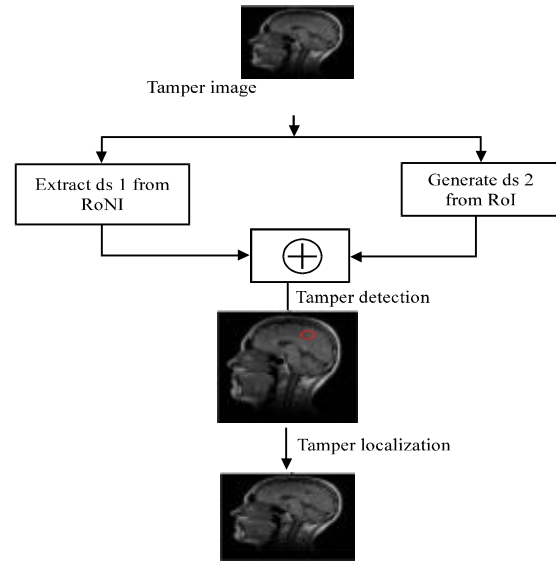 Tamper image
Extract ds 1 from
RoNI
Generate ds 2
from RoI
Tamper detection
Tamper localization